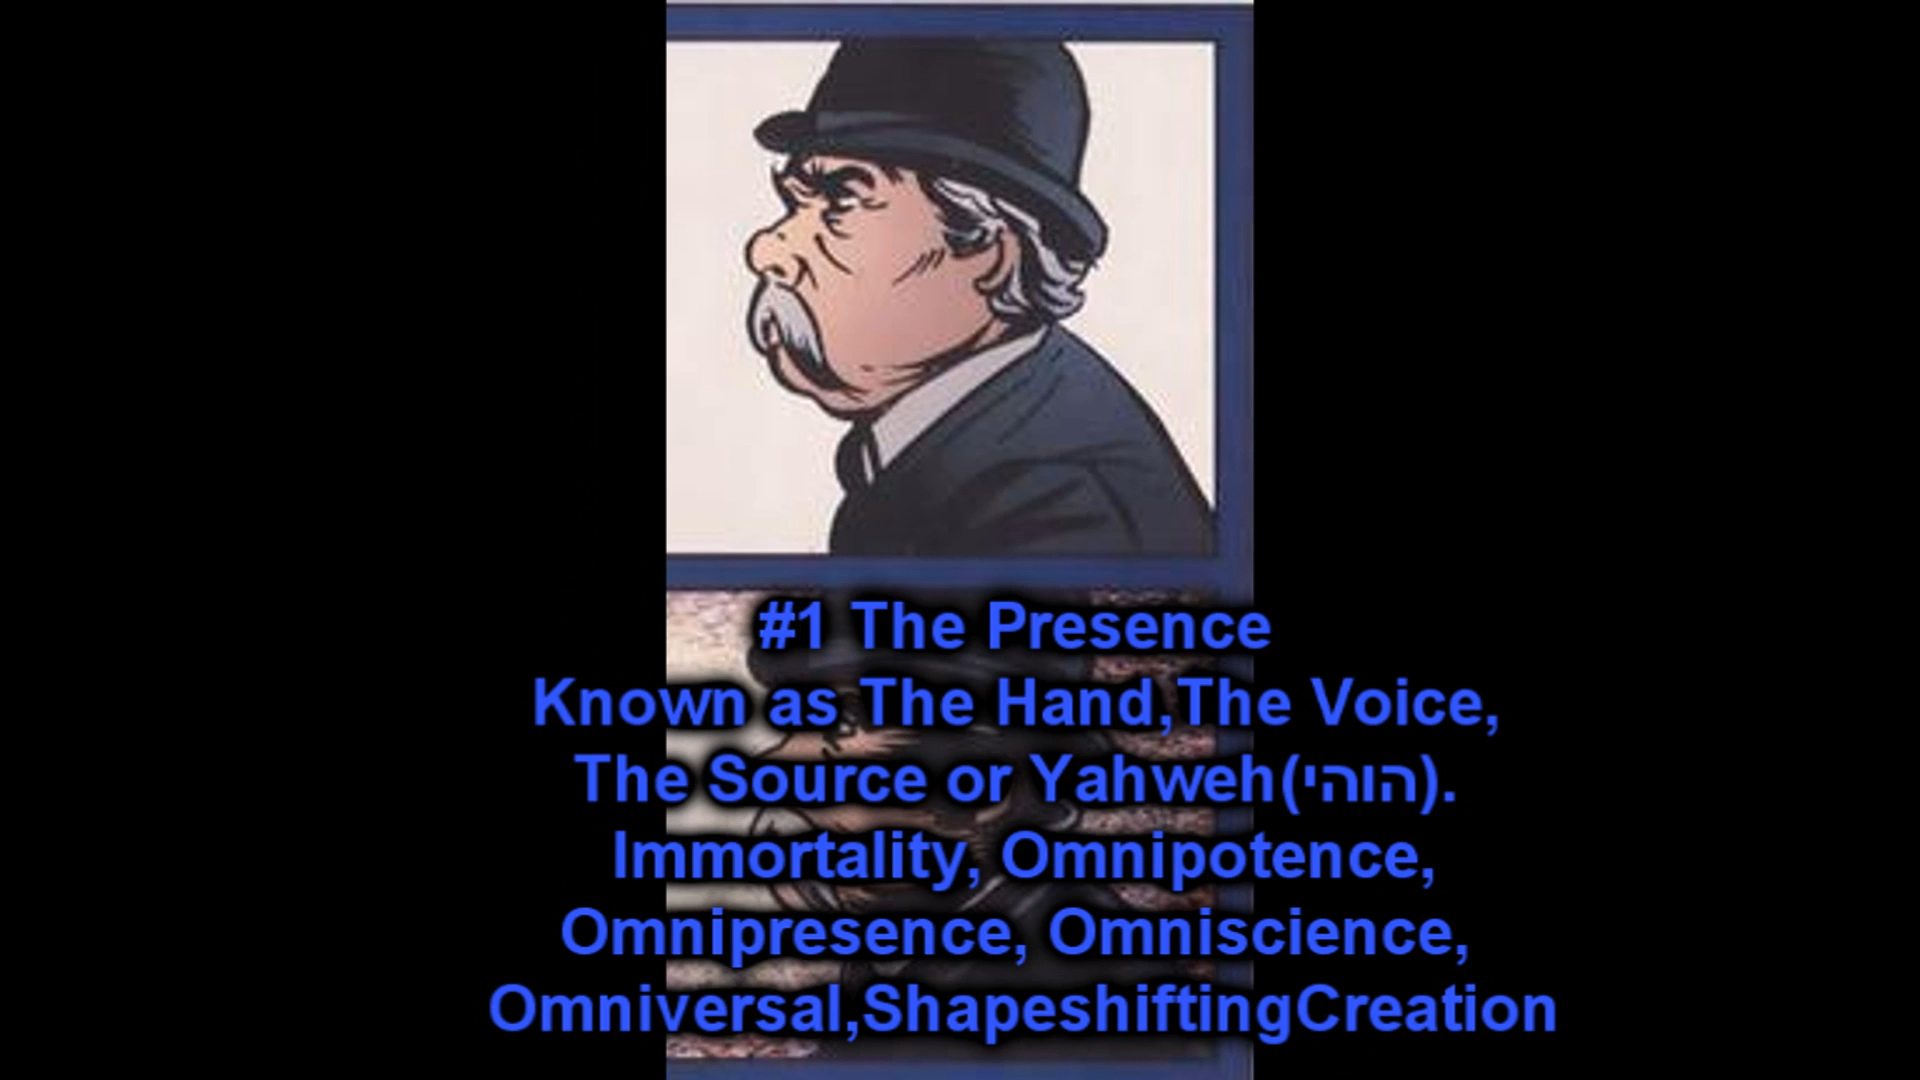 #1 The Presence
Known as The Hand,The Voice,
The Source or Yahweh(הוהי).
Immortality, Omnipotence,
Omnipresence, Omniscience,
Omniversal,ShapeshiftingCreation